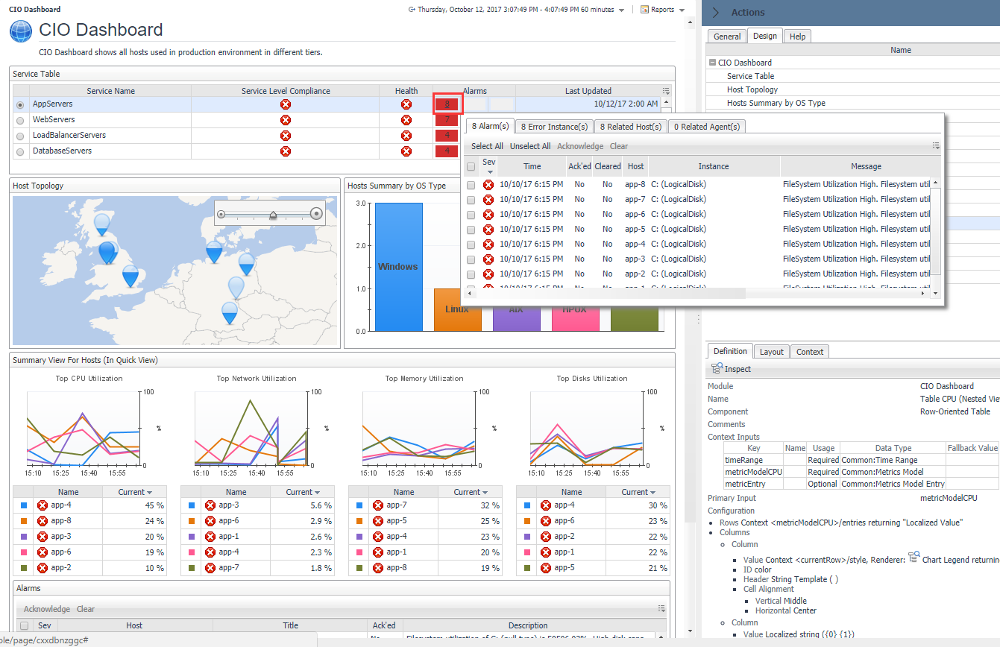 CIO Dashboard
Thursday, October 12, 2017 3:07:49 PM - 4:07:49 PM 60 minutes
Reports
CIO Dashboard
CIO Dashboard shows all hosts used in production environment in different tiers.
Service Table
Service Name Service Level Compliance Health Alarms Last Updated
AppServers 8 10/12/17 2:00 AM
WebServers 7
LoadBalancerServers 4
DatabaseServers 4
8 Alarm(s) 8 Error Instance(s) 8 Related Host(s) 0 Related Agent(s)
Select All Unselect All Acknowledge Clear
Sev Time Ack'ed Cleared Host Instance Message
10/10/17 6:15 PM No No app-8 C: (LogicalDisk) FileSystem Utilization High. Filesystem util
10/10/17 6:15 PM No No app-7 C: (LogicalDisk) FileSystem Utilization High. Filesystem util
10/10/17 6:15 PM No No app-6 C: (LogicalDisk) FileSystem Utilization High. Filesystem util
10/10/17 6:15 PM No No app-5 C: (LogicalDisk) FileSystem Utilization High. Filesystem util
10/10/17 6:15 PM No No app-4 C: (LogicalDisk) FileSystem Utilization High. Filesystem util
10/10/17 6:15 PM No No app-3 C: (LogicalDisk) FileSystem Utilization High. Filesystem util
10/10/17 6:15 PM No No app-2 C: (LogicalDisk) FileSystem Utilization High. Filesystem util
10/10/17 6:15 PM No No app-1 C: (LogicalDisk) FileSystem Utilization High. Filesystem util
Host Topology
Hosts Summary by OS Type
3.0
2.0
1.0
0.0
Windows
Linux
AIX
HPUX
Summary View For Hosts (In Quick View)
Top CPU Utilization
100
%
0
15:10 15:25 15:40 15:55
Name Current
app-4 45 %
app-8 24 %
app-3 20 %
app-6 19 %
app-2 10 %
Top Network Utilization
100
%
0
15:10 15:25 15:40 15:55
Name Current
app-3 5.6 %
app-6 2.9 %
app-1 2.6 %
app-4 2.3 %
app-7 1.8 %
Top Memory Utilization
100
%
0
15:10 15:25 15:40 15:55
Name Current
app-7 32 %
app-5 25 %
app-4 23 %
app-1 20 %
app-8 19 %
Top Disks Utilization
100
%
0
15:10 15:25 15:40 15:55
Name Current
app-4 30 %
app-6 23 %
app-2 22 %
app-1 22 %
app-5 21 %
Alarms
Acknowledge Clear
Sev Host Title Ack'ed Description
ble/page/cxxdbnzggc#
Actions
General Design Help
Name
CIO Dashboard
Service Table
Host Topology
Hosts Summary by OS Type
Definition Layout Context
Inspect
Module CIO Dashboard
Name Table CPU (Nested Vie
Component Row-Oriented Table
Comments
Context Inputs
Key Name Usage Data Type Fallback Value
timeRange Required Common:Time Range
metricModelCPU Required Common:Metrics Model
metricEntry Optional Common:Metrics Model Entry
Primary Input metricModelCPU
Configuration
Rows Context <metricModelCPU>/entries returning "Localized Value"
Columns
Column
Value Context <currentRow>/style, Renderer: Chart Legend returnin
ID color
Header String Template ( )
Cell Alignment
Vertical Middle
Horizontal Center
Column
Value Localized string ({0} {1})